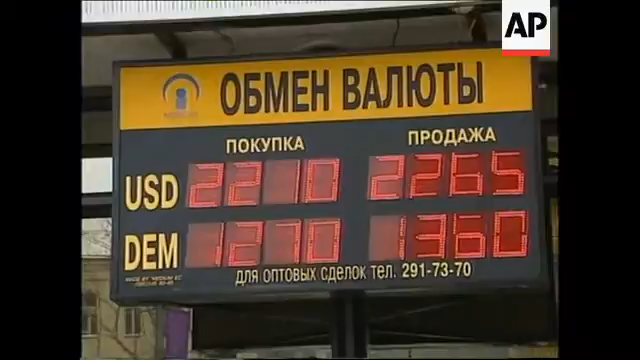 AP
ОБМЕН ВАЛЮТЫ
ПОКУПКА ПРОДАЖА
USD 2210 2265
DEM 1270 1360
для оптовых сделок тел. 291-73-70